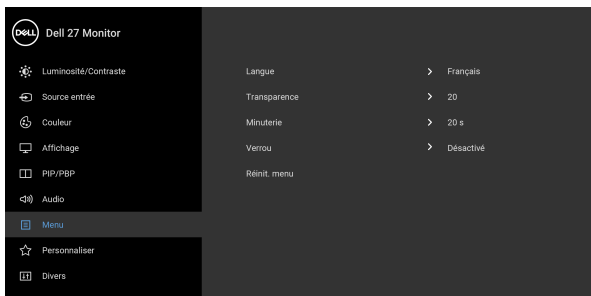 DELL Dell 27 Monitor
Luminosité/Contraste Langue Français
Source entrée Transparence 20
Couleur Minuterie 20 s
Affichage Verrou Désactivé
PIP/PBP Réinit. menu
Audio
Menu
Personnaliser
Divers